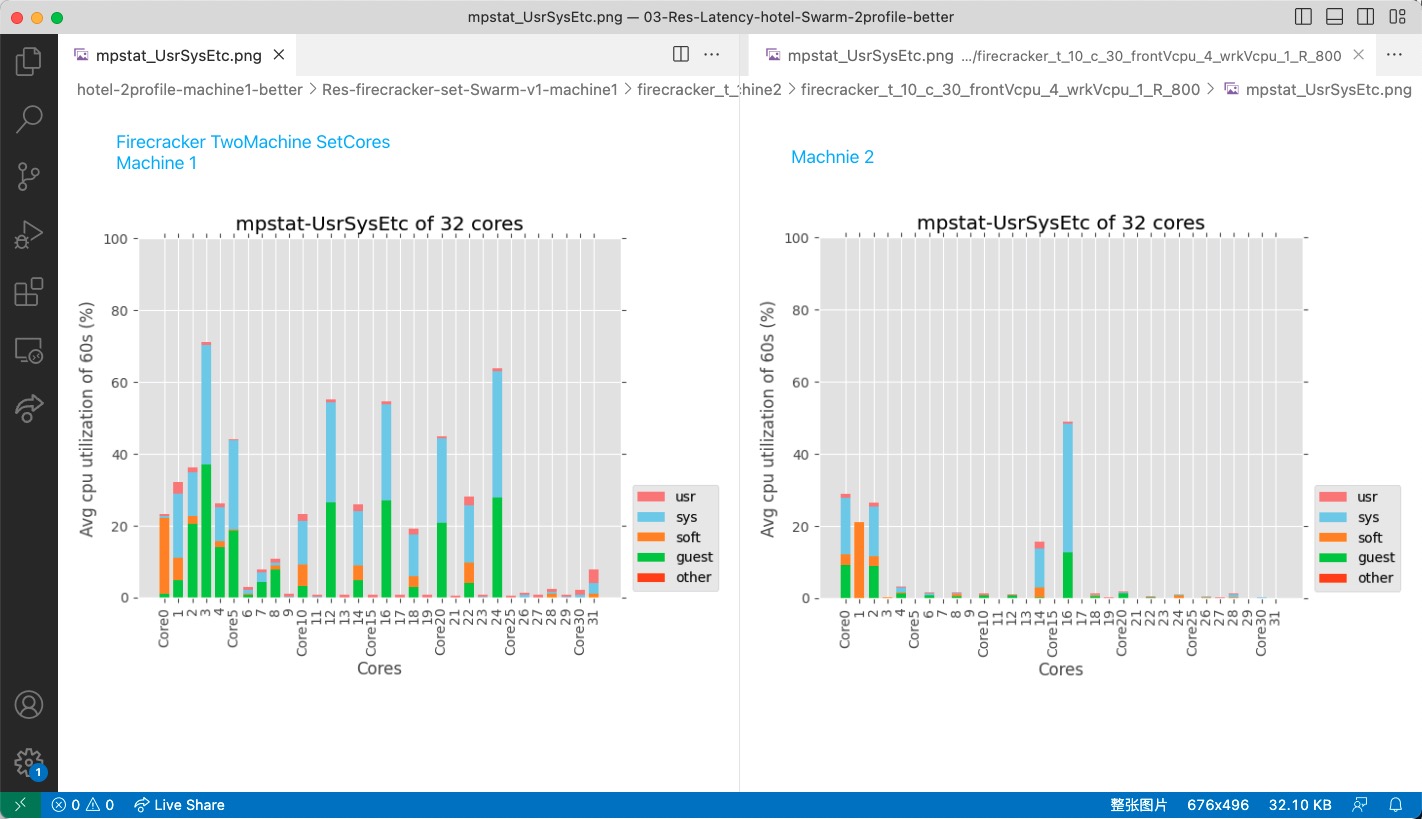 mpstat_UsrSysEtc.png — 03-Res-Latency-hotel-Swarm-2profile-better
mpstat_UsrSysEtc.png
mpstat_UsrSysEtc.png .../firecracker_t_10_c_30_frontVcpu_4_wrkVcpu_1_R_800
hotel-2profile-machine1-better > Res-firecracker-set-Swarm-v1-machine1 > firecracker_t_
hine2 > firecracker_t_10_c_30_frontVcpu_4_wrkVcpu_1_R_800 > mpstat_UsrSysEtc.png
Firecracker TwoMachine SetCores
Machine 1
mpstat-UsrSysEtc of 32 cores
Avg cpu utilization of 60s (%)
100
80
60
40
20
0
Core0 1 2 3 4 Core5 6 7 8 9 Core10 11 12 13 14 Core15 16 17 18 19 Core20 21 22 23 24 Core25 26 27 28 29 Core30 31
Cores
usr
sys
soft
guest
other
Machnie 2
mpstat-UsrSysEtc of 32 cores
Avg cpu utilization of 60s (%)
100
80
60
40
20
0
Core0 1 2 3 4 Core5 6 7 8 9 Core10 11 12 13 14 Core15 16 17 18 19 Core20 21 22 23 24 Core25 26 27 28 29 Core30 31
Cores
usr
sys
soft
guest
other
1
0 0 Live Share
整张图片 676x496 32.10 KB